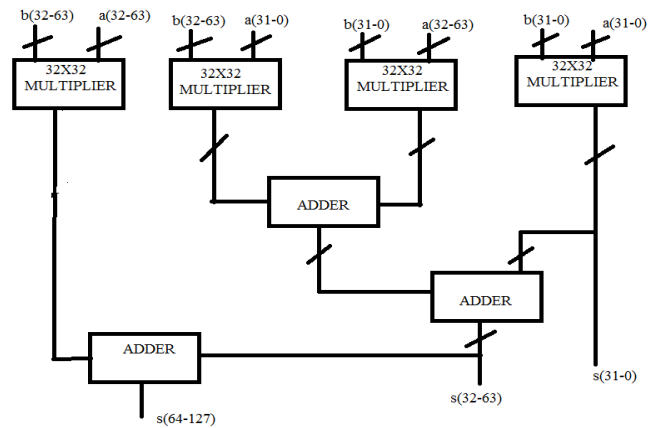 b(32-63) a(32-63) b(32-63) a(31-0) b(31-0) a(32-63) b(31-0) a(31-0)
32X32 32X32 32X32 32X32
MULTIPLIER MULTIPLIER MULTIPLIER MULTIPLIER
ADDER
ADDER
ADDER
s(31-0)
s(32-63)
s(64-127)